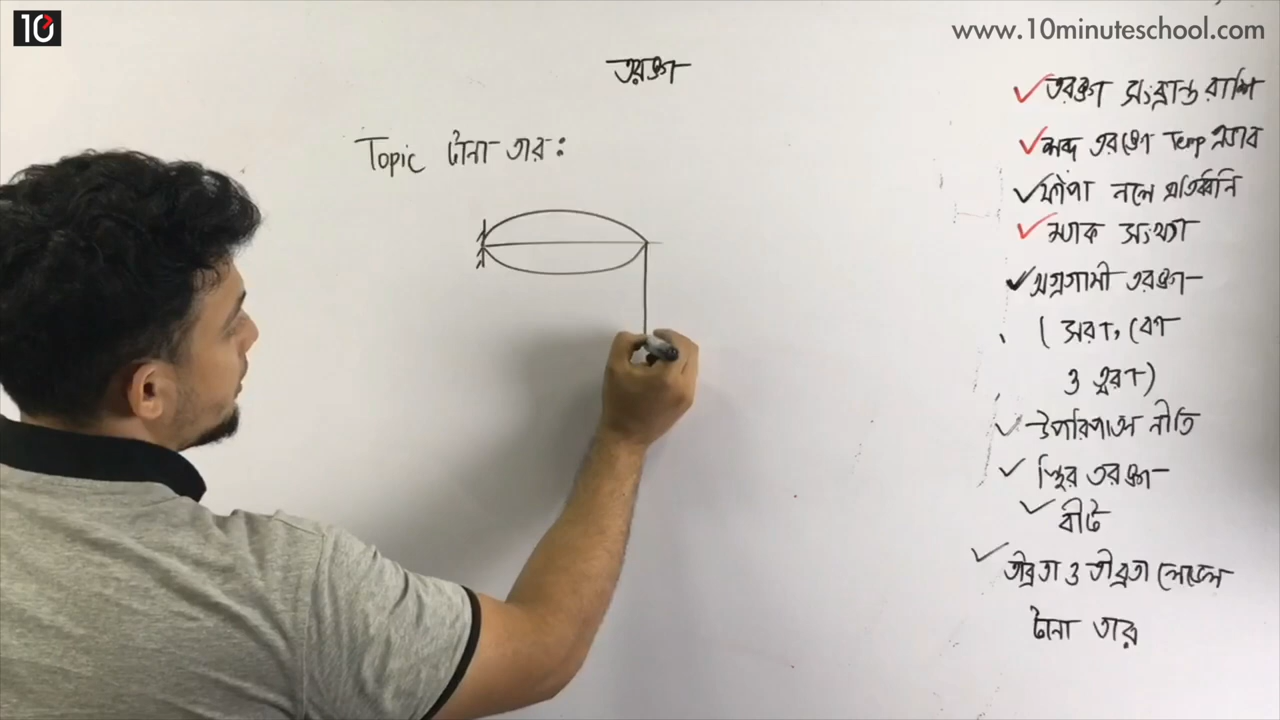 10
www.10minuteschool.com
তরঙ্গ
Topic টানা তার:
তরঙ্গ সংক্রান্ত রাশি
শব্দ তরঙ্গে Temp প্রভাব
ফাঁপা নলে প্রতিধ্বনি
ম্যাক সংখ্যা
অগ্রগামী তরঙ্গ
( সরণ, বেগ
ও ত্বরণ)
উপরিপাতন নীতি
স্থির তরঙ্গ
বীট
তীব্রতা ও তীব্রতা লেভেল
টানা তার